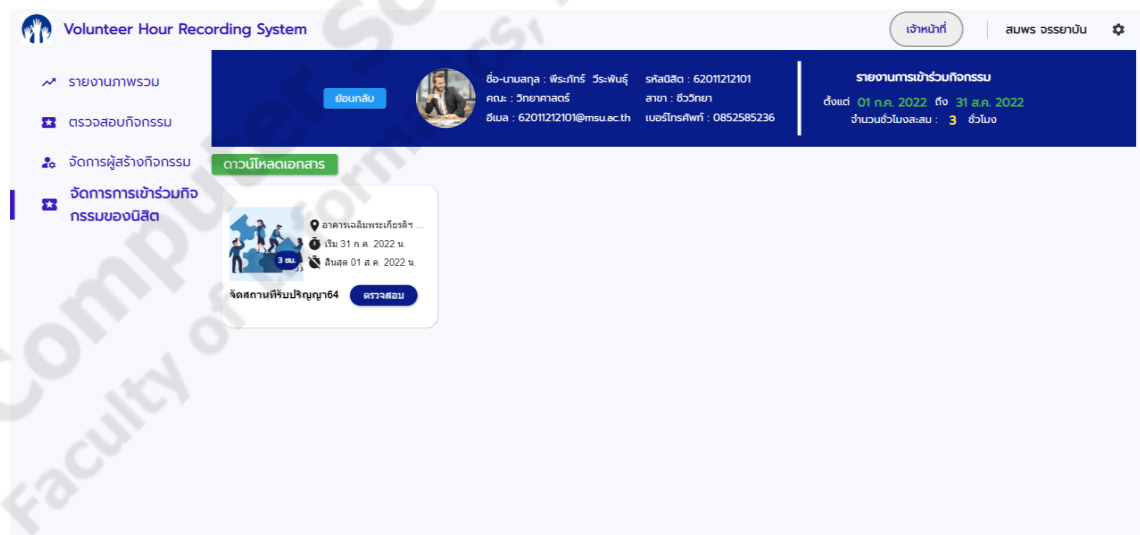 Volunteer Hour Recording System
เจ้าหน้าที่
สมพร จรรยาบัน
รายงานภาพรวม
ตรวจสอบกิจกรรม
จัดการผู้สร้างกิจกรรม
จัดการการเข้าร่วมกิจ
กรรมของนิสิต
ย้อนกลับ
ชื่อ-นามสกุล : พีระภัทร์ วีระพันธุ์ รหัสนิสิต : 62011212101
คณะ : วิทยาศาสตร์ สาขา : ชีววิทยา
อีเมล : 62011212101@msu.ac.th เบอร์โทรศัพท์ : 0852585236
รายงานการเข้าร่วมกิจกรรม
ตั้งแต่ 01 ก.ค. 2022 ถึง 31 ส.ค. 2022
จำนวนชั่วโมงสะสม : 3 ชั่วโมง
ดาวน์โหลดเอกสาร
อาคารเฉลิมพระเกียรติฯ ...
เริ่ม 31 ก.ค. 2022 น.
3 ชม.
สิ้นสุด 01 ส.ค. 2022 น.
จัดสถานที่รับปริญญา64
ตรวจสอบ